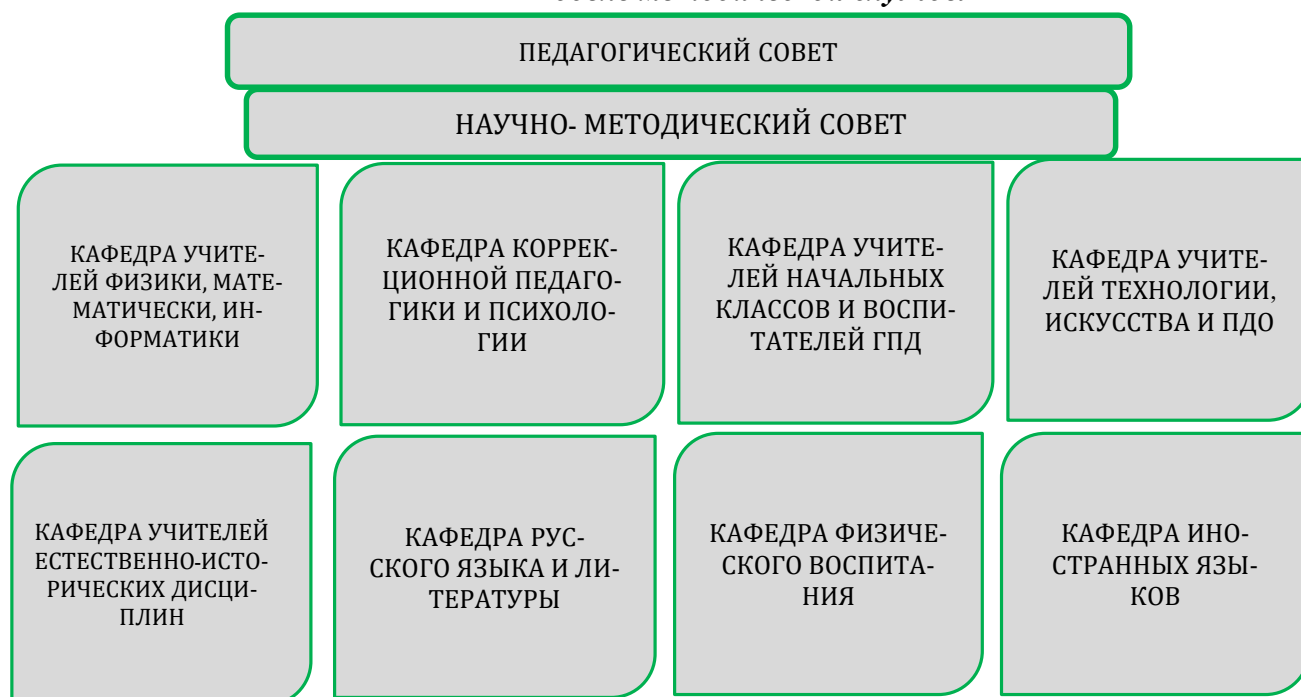 ПЕДАГОГИЧЕСКИЙ СОВЕТ
НАУЧНО- МЕТОДИЧЕСКИЙ СОВЕТ
КАФЕДРА УЧИТЕ-
ЛЕЙ ФИЗИКИ, МАТЕ-
МАТИЧЕСКИ, ИН-
ФОРМАТИКИ
КАФЕДРА КОРРЕК-
ЦИОННОЙ ПЕДАГО-
ГИКИ И ПСИХОЛО-
ГИИ
КАФЕДРА УЧИТЕ-
ЛЕЙ НАЧАЛЬНЫХ
КЛАССОВ И ВОСПИ-
ТАТЕЛЕЙ ГПД
КАФЕДРА УЧИТЕ-
ЛЕЙ ТЕХНОЛОГИИ,
ИСКУССТВА И ПДО
КАФЕДРА УЧИТЕЛЕЙ
ЕСТЕСТВЕННО-ИСТО-
РИЧЕСКИХ ДИСЦИ-
ПЛИН
КАФЕДРА РУС-
СКОГО ЯЗЫКА И ЛИ-
ТЕРАТУРЫ
КАФЕДРА ФИЗИЧЕ-
СКОГО ВОСПИТА-
НИЯ
КАФЕДРА ИНО-
СТРАННЫХ ЯЗЫ-
КОВ